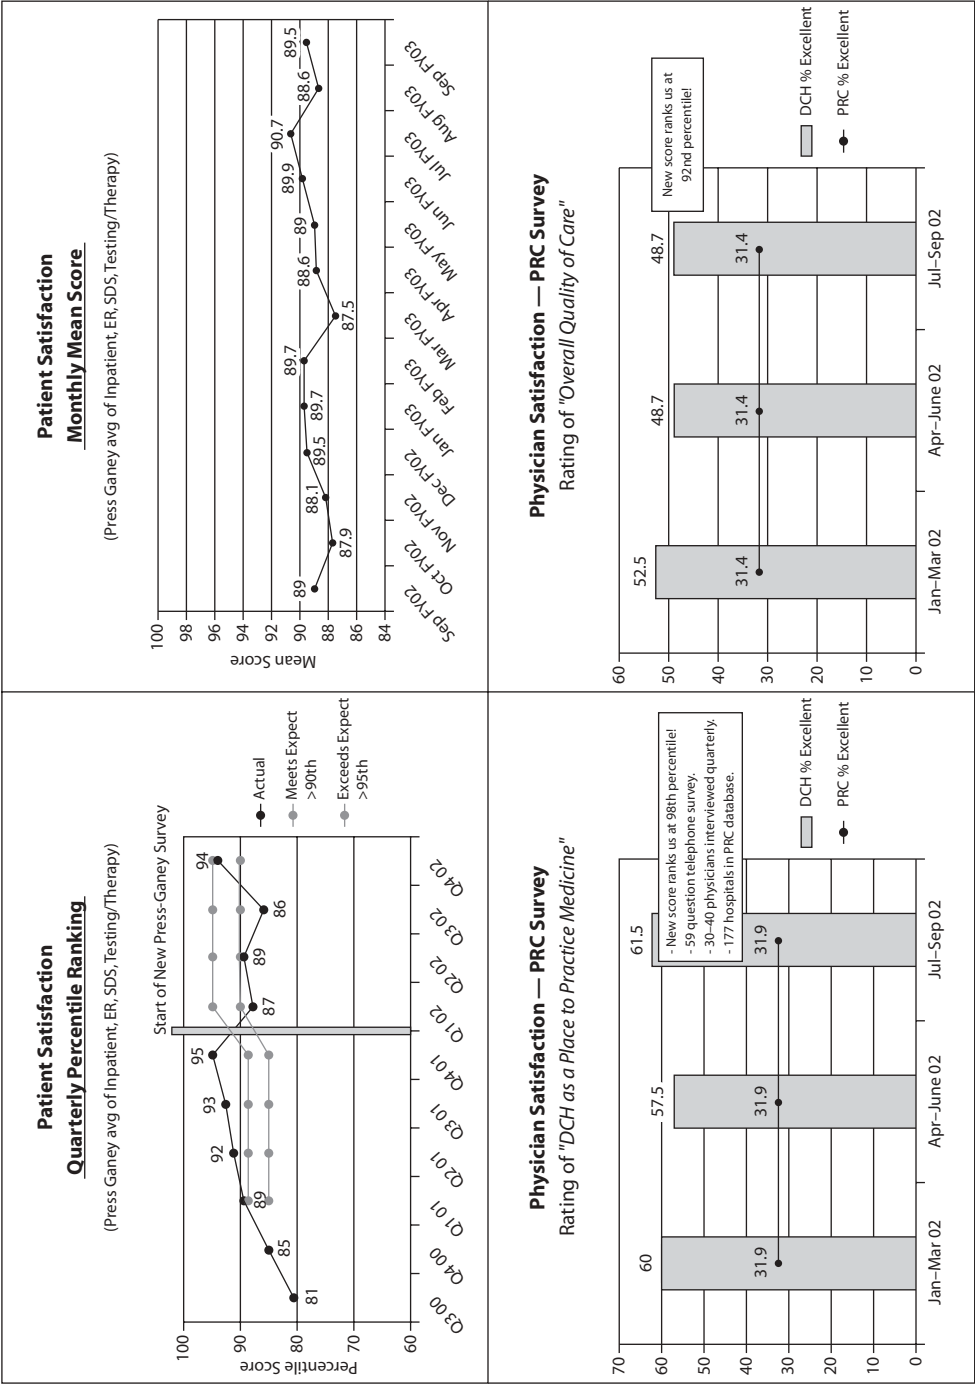 Patient Satisfaction
Quarterly Percentile Ranking
(Press Ganey avg of Inpatient, ER, SDS, Testing/Therapy)
Start of New Press-Ganey Survey
Percentile Score
100
90
80
70
60
81
85
89
92
93
95
87
89
86
94
Q3 00
Q4 00
Q1 01
Q2 01
Q3 01
Q4 01
Q1 02
Q2 02
Q3 02
Q4 02
Actual
Meets Expect
>90th
Exceeds Expect
>95th
Patient Satisfaction
Monthly Mean Score
(Press Ganey avg of Inpatient, ER, SDS, Testing/Therapy)
Mean Score
100
98
96
94
92
90
88
86
84
89
87.9
88.1
89.5
89.7
89.7
87.5
88.6
89
89.9
90.7
88.6
89.5
Sep FY02
Oct FY02
Nov FY02
Dec FY02
Jan FY03
Feb FY03
Mar FY03
Apr FY03
May FY03
Jun FY03
Jul FY03
Aug FY03
Sep FY03
Physician Satisfaction — PRC Survey
Rating of "DCH as a Place to Practice Medicine"
70
60
50
40
30
20
10
0
60
57.5
61.5
31.9
31.9
31.9
- New score ranks us at 98th percentile!
- 59 question telephone survey.
- 30–40 physicians interviewed quarterly.
- 177 hospitals in PRC database.
Jan–Mar 02
Apr–June 02
Jul–Sep 02
DCH % Excellent
PRC % Excellent
Physician Satisfaction — PRC Survey
Rating of "Overall Quality of Care"
60
50
40
30
20
10
0
52.5
48.7
48.7
31.4
31.4
31.4
New score ranks us at
92nd percentile!
Jan–Mar 02
Apr–June 02
Jul–Sep 02
DCH % Excellent
PRC % Excellent